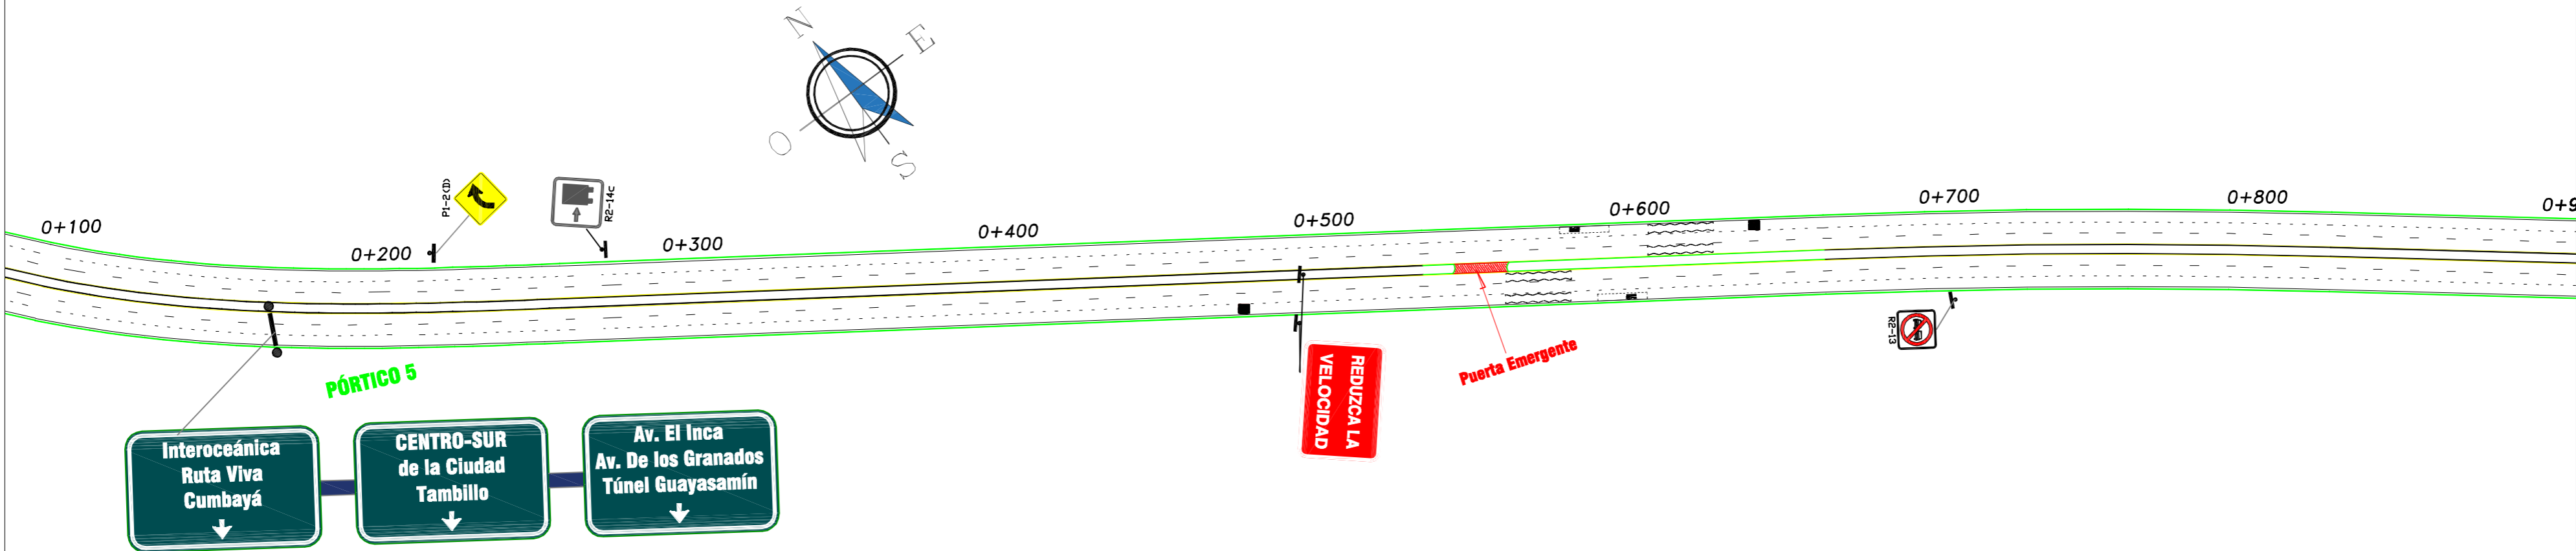 N
E
O
S
P1-2(D)
R2-14c
0+100
0+200
0+300
0+400
0+500
0+600
0+700
0+800
0+9
PÓRTICO 5
Interoceánica
Ruta Viva
Cumbayá
CENTRO-SUR
de la Ciudad
Tambillo
Av. El Inca
Av. De los Granados
Túnel Guayasamín
REDUZCA LA
VELOCIDAD
Puerta Emergente
R2-13